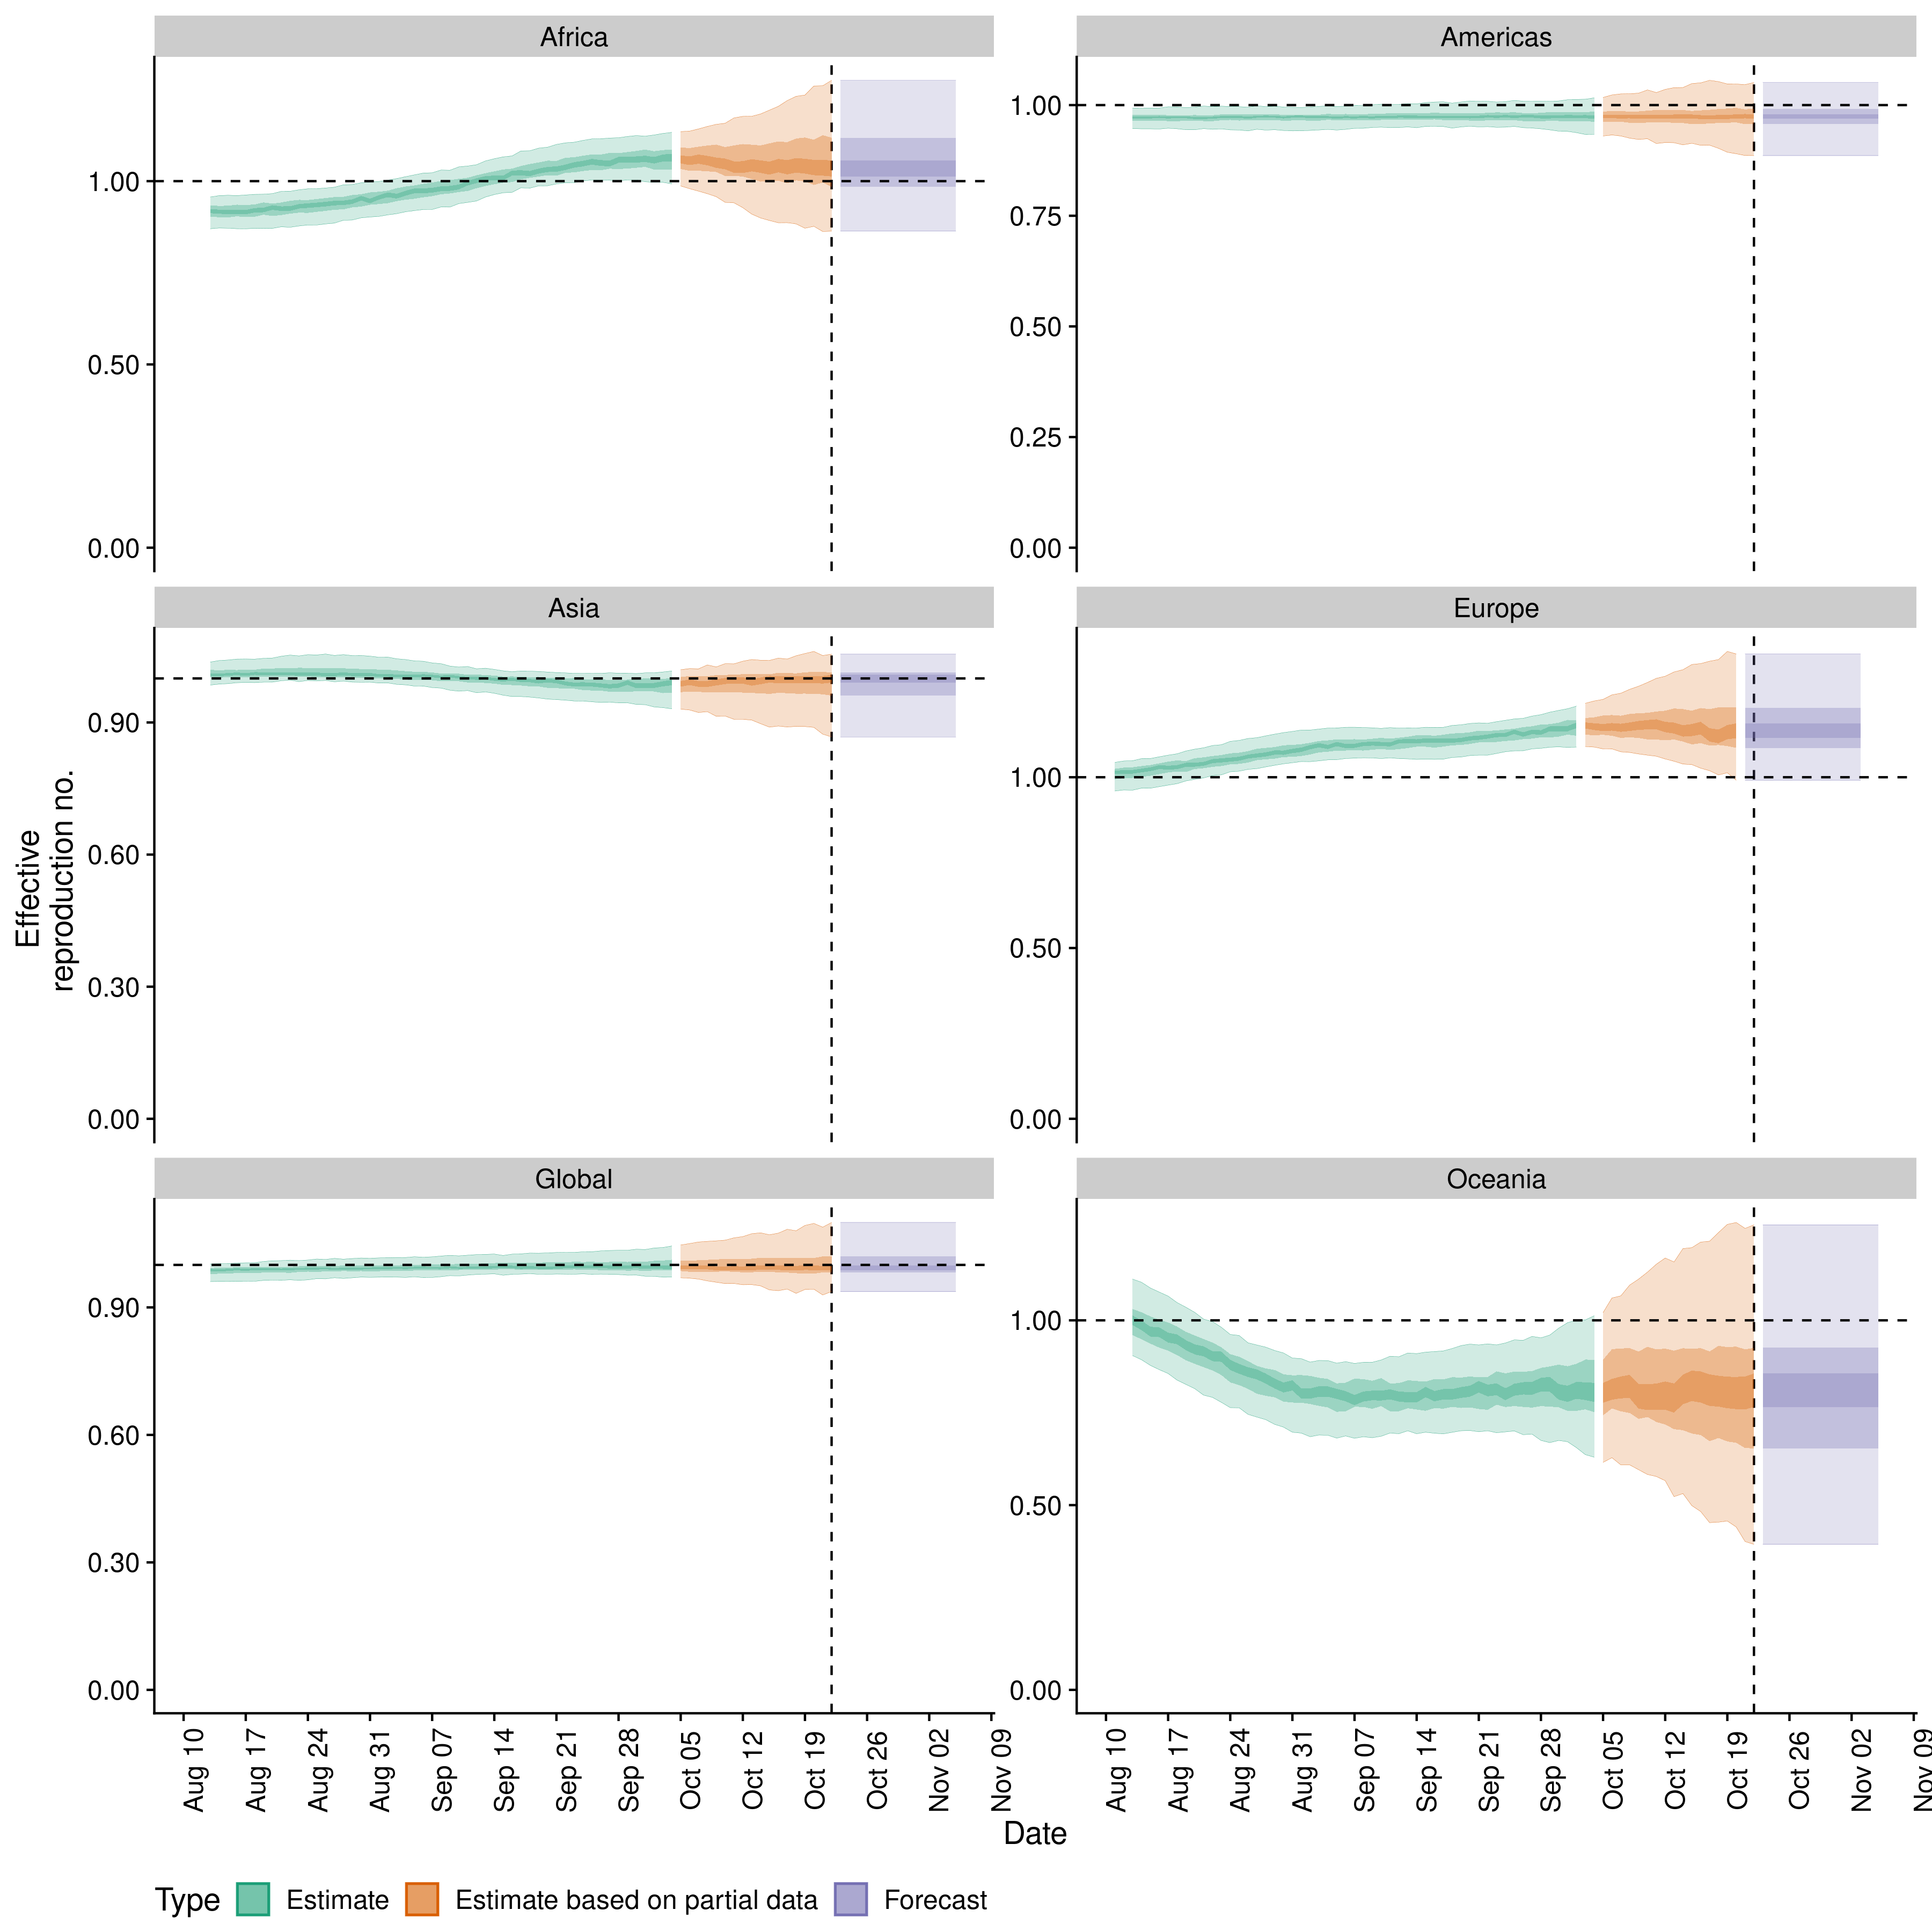 Africa
Americas
1.00
0.50
0.00
1.00
0.75
0.50
0.25
0.00
Asia
Europe
0.90
0.60
0.30
0.00
1.00
0.50
0.00
Effective
reproduction no.
Global
Oceania
0.90
0.60
0.30
0.00
1.00
0.50
0.00
Aug 10
Aug 17
Aug 24
Aug 31
Sep 07
Sep 14
Sep 21
Sep 28
Oct 05
Oct 12
Oct 19
Oct 26
Nov 02
Nov 09
Aug 10
Aug 17
Aug 24
Aug 31
Sep 07
Sep 14
Sep 21
Sep 28
Oct 05
Oct 12
Oct 19
Oct 26
Nov 02
Nov 09
Date
Type Estimate Estimate based on partial data Forecast